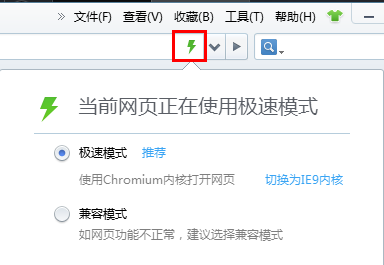 » 文件(F) 查看(V) 收藏(B) 工具(T) 帮助(H)
当前网页正在使用极速模式
极速模式 推荐
使用Chromium内核打开网页 切换为IE9内核
兼容模式
如网页功能不正常，建议选择兼容模式